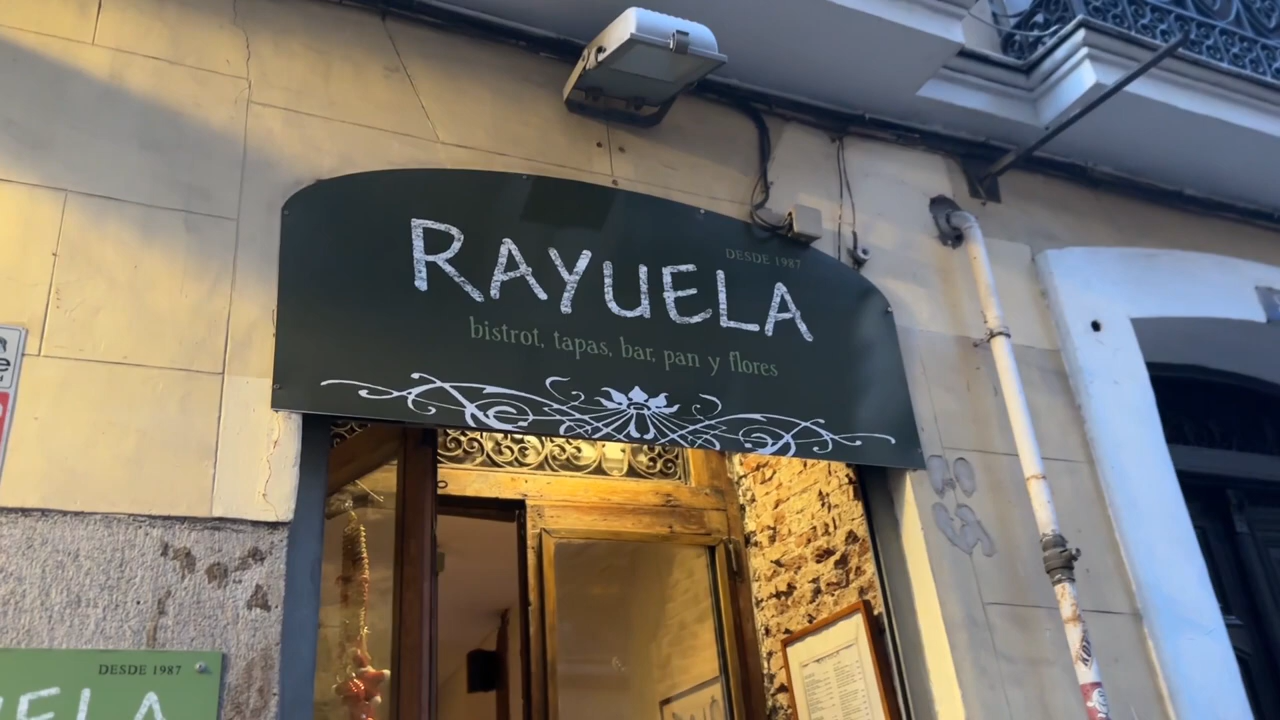 DESDE 1987
RAYUELA
bistrot, tapas, bar, pan y flores
DESDE 1987
ELA